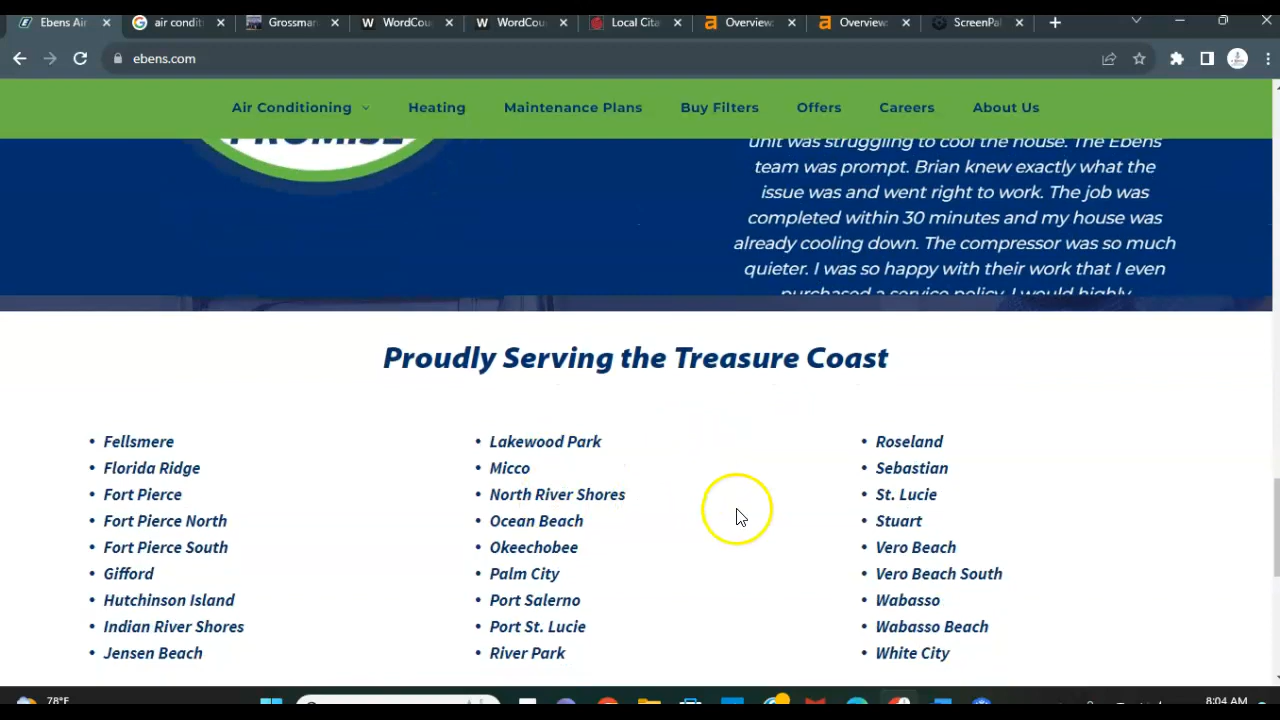 Ebens Air
air condit
Grossman
WordCou
WordCou
Local Cita
Overview:
Overview:
ScreenPal
ebens.com
Air Conditioning
Heating
Maintenance Plans
Buy Filters
Offers
Careers
About Us
PROMISE
unit was struggling to cool the house. The Ebens
team was prompt. Brian knew exactly what the
issue was and went right to work. The job was
completed within 30 minutes and my house was
already cooling down. The compressor was so much
quieter. I was so happy with their work that I even
purchased a service policy. I would highly
Proudly Serving the Treasure Coast
• Fellsmere
• Florida Ridge
• Fort Pierce
• Fort Pierce North
• Fort Pierce South
• Gifford
• Hutchinson Island
• Indian River Shores
• Jensen Beach
• Lakewood Park
• Micco
• North River Shores
• Ocean Beach
• Okeechobee
• Palm City
• Port Salerno
• Port St. Lucie
• River Park
• Roseland
• Sebastian
• St. Lucie
• Stuart
• Vero Beach
• Vero Beach South
• Wabasso
• Wabasso Beach
• White City
78°F
8:04 AM